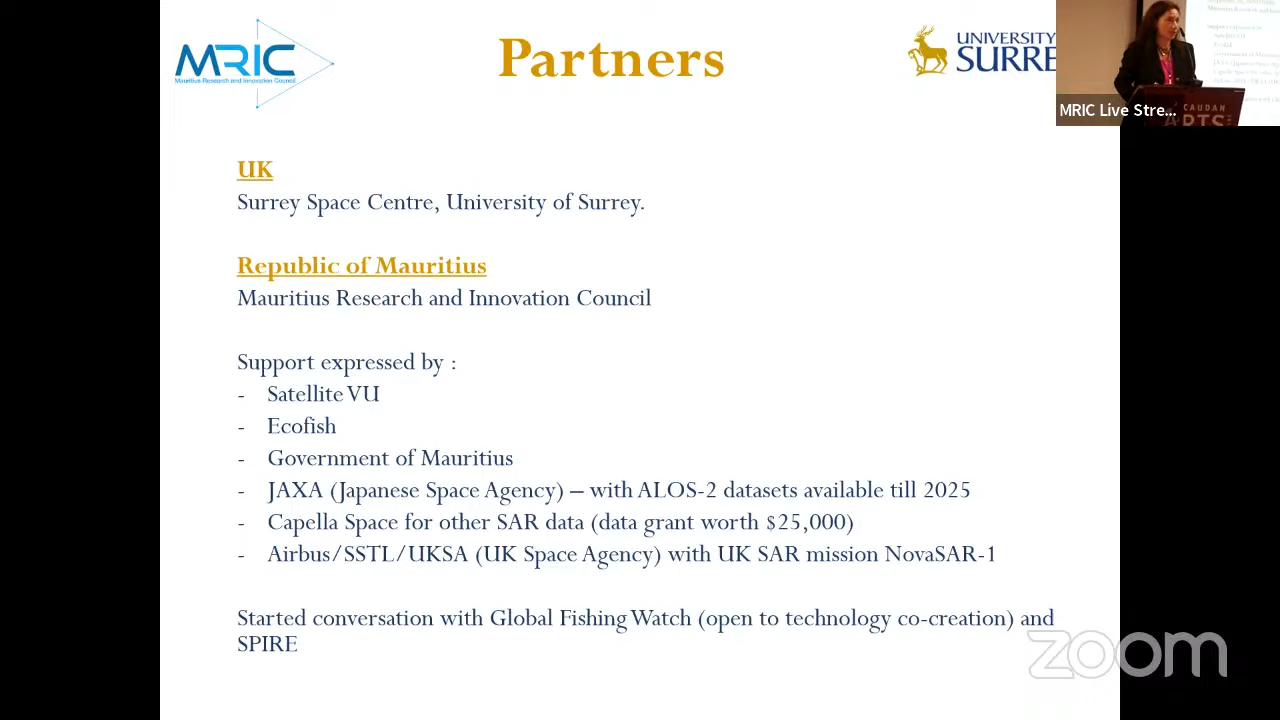 MRIC
Mauritius Research and Innovation Council
Partners
UNIVERSITY
SURRE
MRIC Live Stre...
CAUDAN
ARTS
UK
Surrey Space Centre, University of Surrey.
Republic of Mauritius
Mauritius Research and Innovation Council
Support expressed by :
- Satellite VU
- Ecofish
- Government of Mauritius
- JAXA (Japanese Space Agency) – with ALOS-2 datasets available till 2025
- Capella Space for other SAR data (data grant worth $25,000)
- Airbus/SSTL/UKSA (UK Space Agency) with UK SAR mission NovaSAR-1
Started conversation with Global Fishing Watch (open to technology co-creation) and
SPIRE
zoom